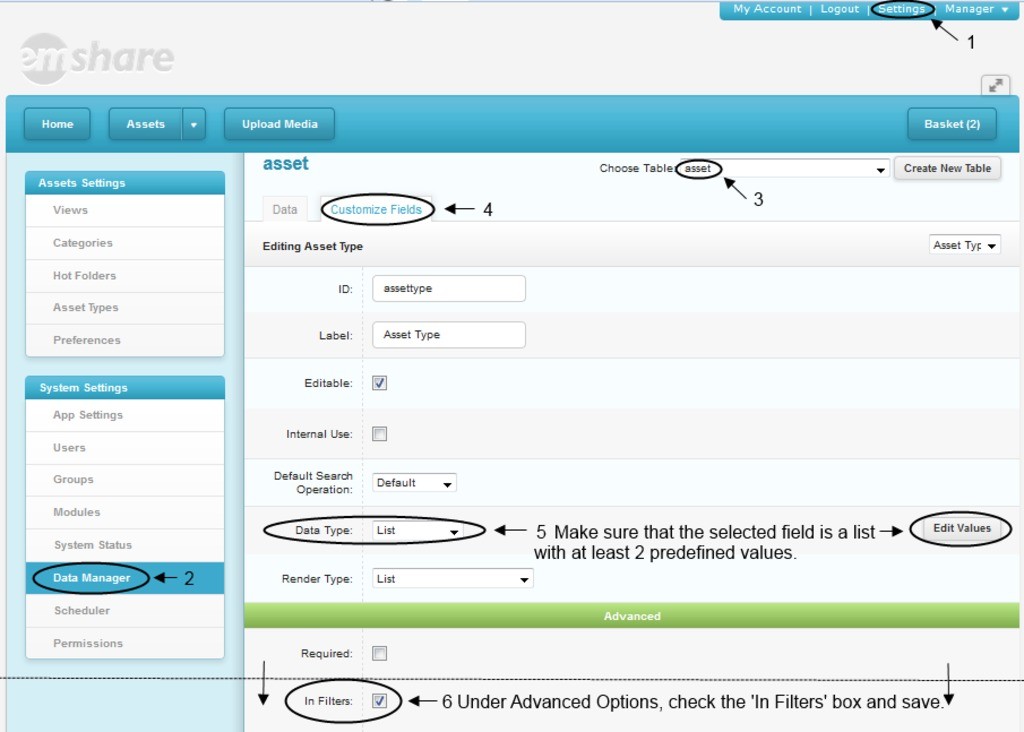 My Account | Logout | Settings | Manager
1
emshare
Home Assets Upload Media Basket (2)
asset Choose Table: asset Create New Table
3
Assets Settings
Views
Categories
Hot Folders
Asset Types
Preferences
System Settings
App Settings
Users
Groups
Modules
System Status
Data Manager 2
Scheduler
Permissions
Data Customize Fields 4
Editing Asset Type Asset Typ
ID: assettype
Label: Asset Type
Editable:
Internal Use:
Default Search
Operation: Default
Data Type: List 5 Make sure that the selected field is a list Edit Values
with at least 2 predefined values.
Render Type: List
Advanced
Required:
In Filters: 6 Under Advanced Options, check the 'In Filters' box and save.